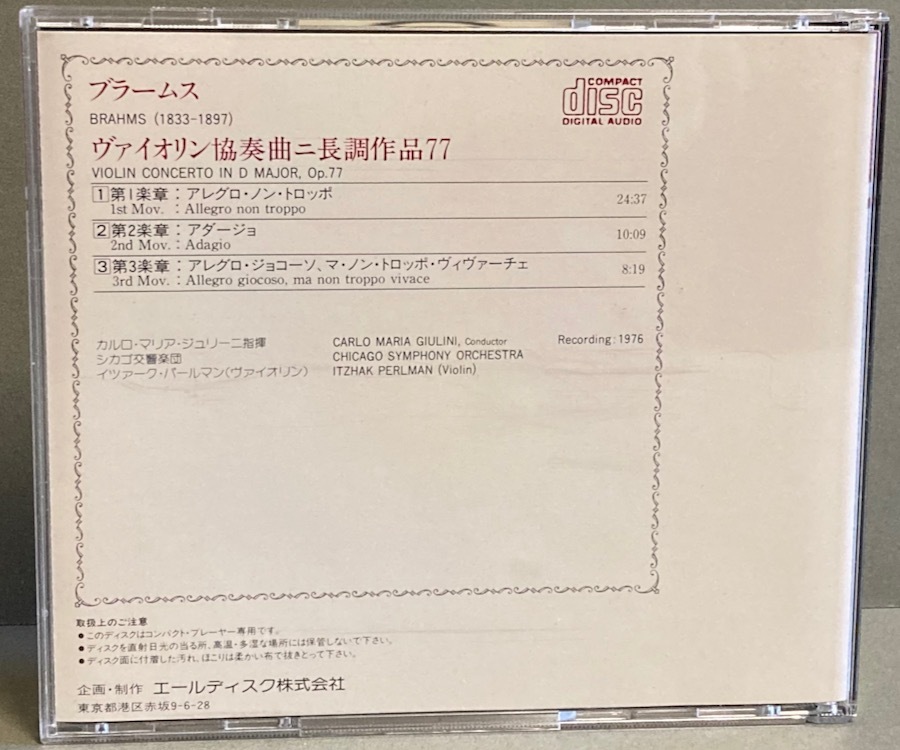 ブラームス
BRAHMS (1833-1897)
COMPACT
disc
DIGITAL AUDIO
ヴァイオリン協奏曲ニ長調作品77
VIOLIN CONCERTO IN D MAJOR, Op.77
1 第1楽章：アレグロ・ノン・トロッポ 24:37
1st Mov. : Allegro non troppo
2 第2楽章：アダージョ 10:09
2nd Mov. : Adagio
3 第3楽章：アレグロ・ジョコーソ、マ・ノン・トロッポ・ヴィヴァーチェ 8:19
3rd Mov. : Allegro giocoso, ma non troppo vivace
カルロ・マリア・ジュリーニ指揮 CARLO MARIA GIULINI, Conductor Recording: 1976
シカゴ交響楽団 CHICAGO SYMPHONY ORCHESTRA
イツァーク・パールマン(ヴァイオリン) ITZHAK PERLMAN (Violin)
取扱上のご注意
●このディスクはコンパクト・プレーヤー専用です。
●ディスクを直射日光の当る所、高温・多湿な場所には保管しないで下さい。
●ディスク面に付着した汚れ、ほこりは柔かい布で抜きとって下さい。
企画・制作 エールディスク株式会社
東京都港区赤坂9-6-28